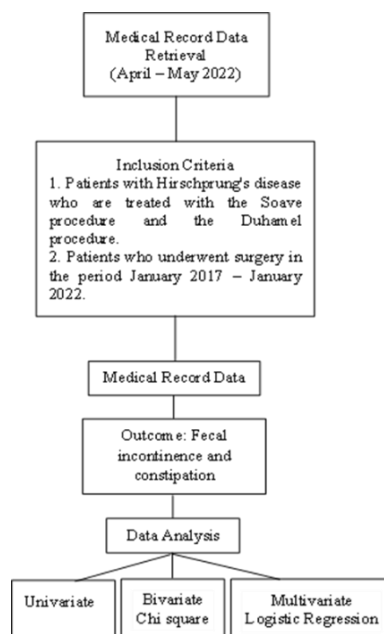 Medical Record Data
Retrieval
(April – May 2022)
Inclusion Criteria
1. Patients with Hirschprung's disease
who are treated with the Soave
procedure and the Duhamel
procedure.
2. Patients who underwent surgery in
the period January 2017 – January
2022.
Medical Record Data
Outcome: Fecal
incontinence and
constipation
Data Analysis
Univariate
Bivariate
Chi square
Multivariate
Logistic Regression